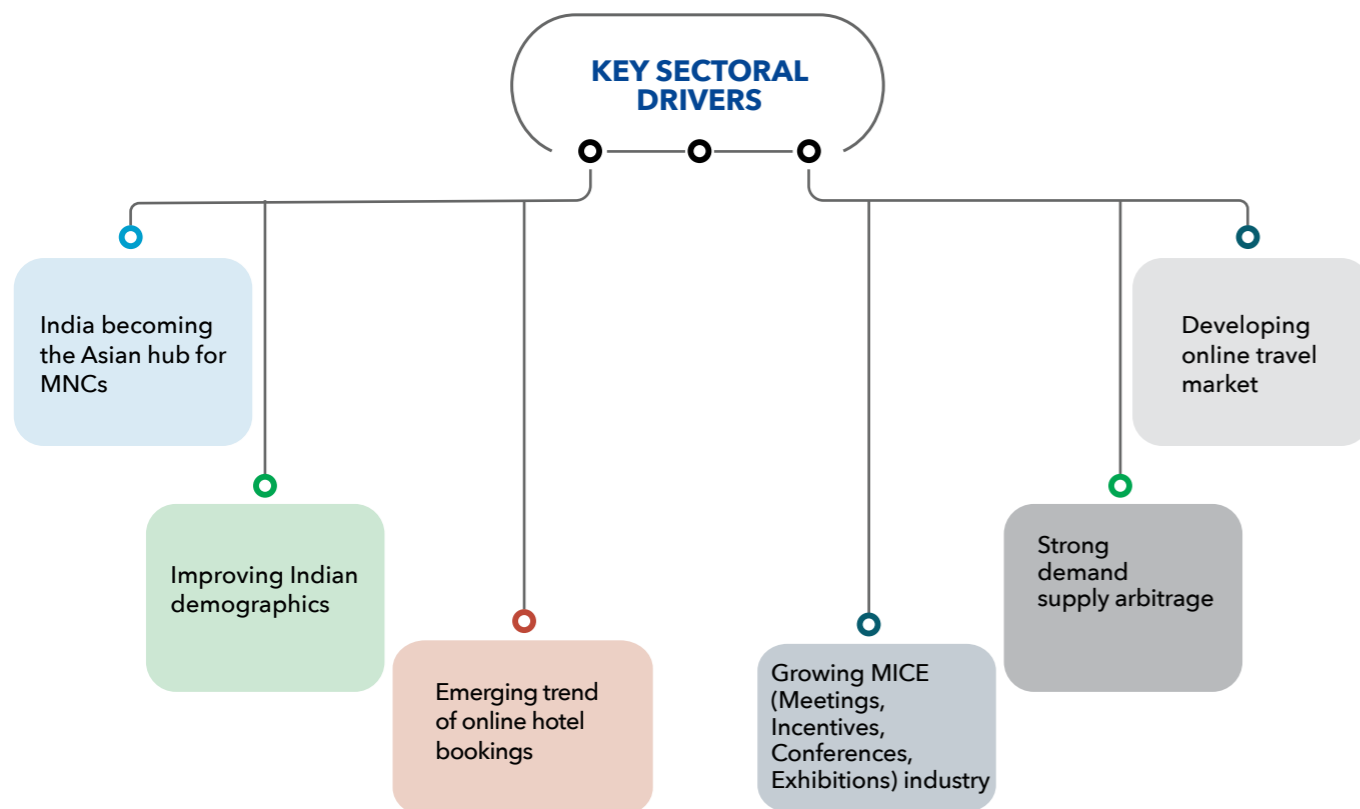 KEY SECTORAL
DRIVERS
India becoming
the Asian hub for
MNCs
Improving Indian
demographics
Emerging trend
of online hotel
bookings
Growing MICE
(Meetings,
Incentives,
Conferences,
Exhibitions) industry
Strong
demand
supply arbitrage
Developing
online travel
market